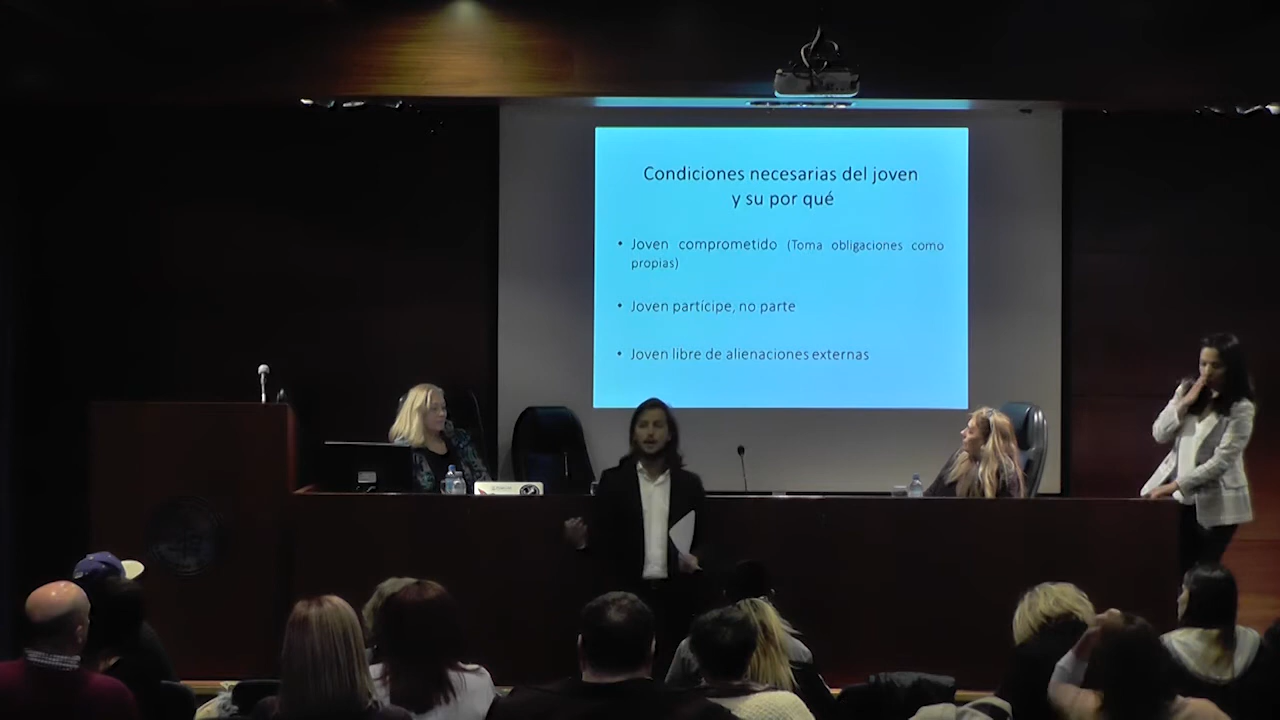 Condiciones necesarias del joven
y su por qué
• Joven comprometido (Toma obligaciones como
propias)
• Joven partícipe, no parte
• Joven libre de alienaciones externas